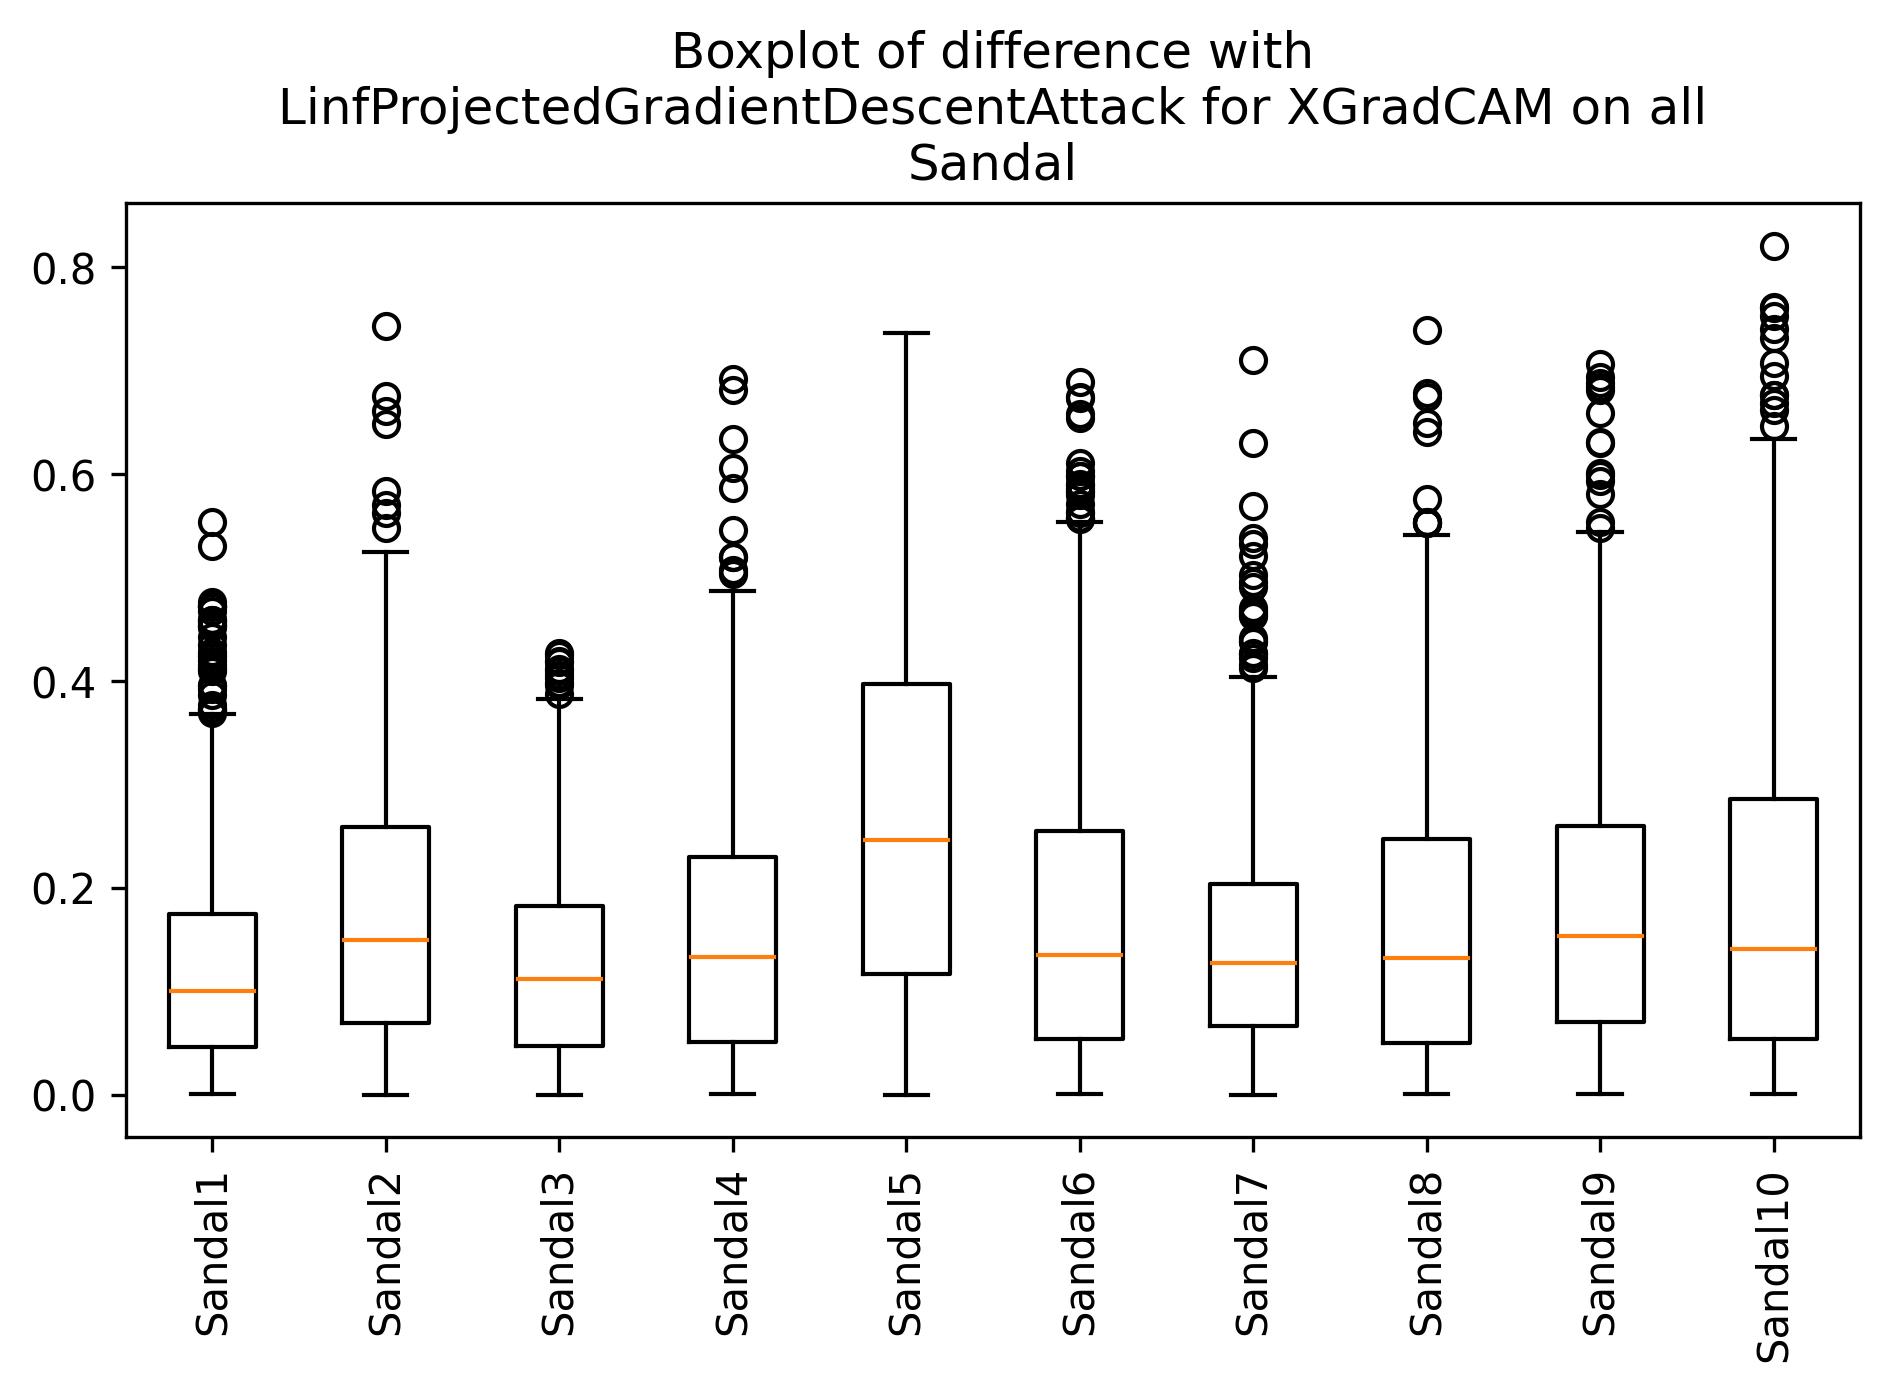 Boxplot of difference with
LinfProjectedGradientDescentAttack for XGradCAM on all
Sandal
0.8
0.6
0.4
0.2
0.0
Sandal1
Sandal2
Sandal3
Sandal4
Sandal5
Sandal6
Sandal7
Sandal8
Sandal9
Sandal10